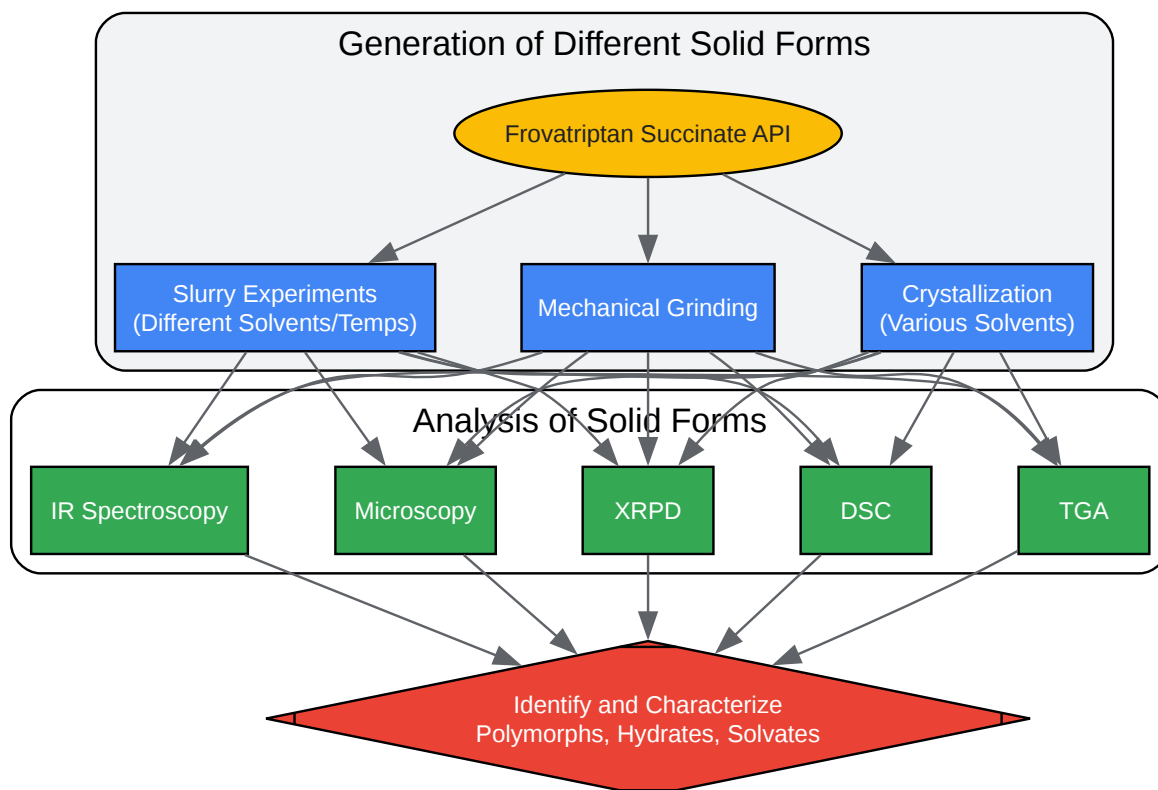 Generation of Different Solid Forms
Frovatriptan Succinate API
Slurry Experiments
(Different Solvents/Temps)
Mechanical Grinding
Crystallization
(Various Solvents)
Analysis of Solid Forms
IR Spectroscopy
Microscopy
XRPD
DSC
TGA
Identify and Characterize
Polymorphs, Hydrates, Solvates